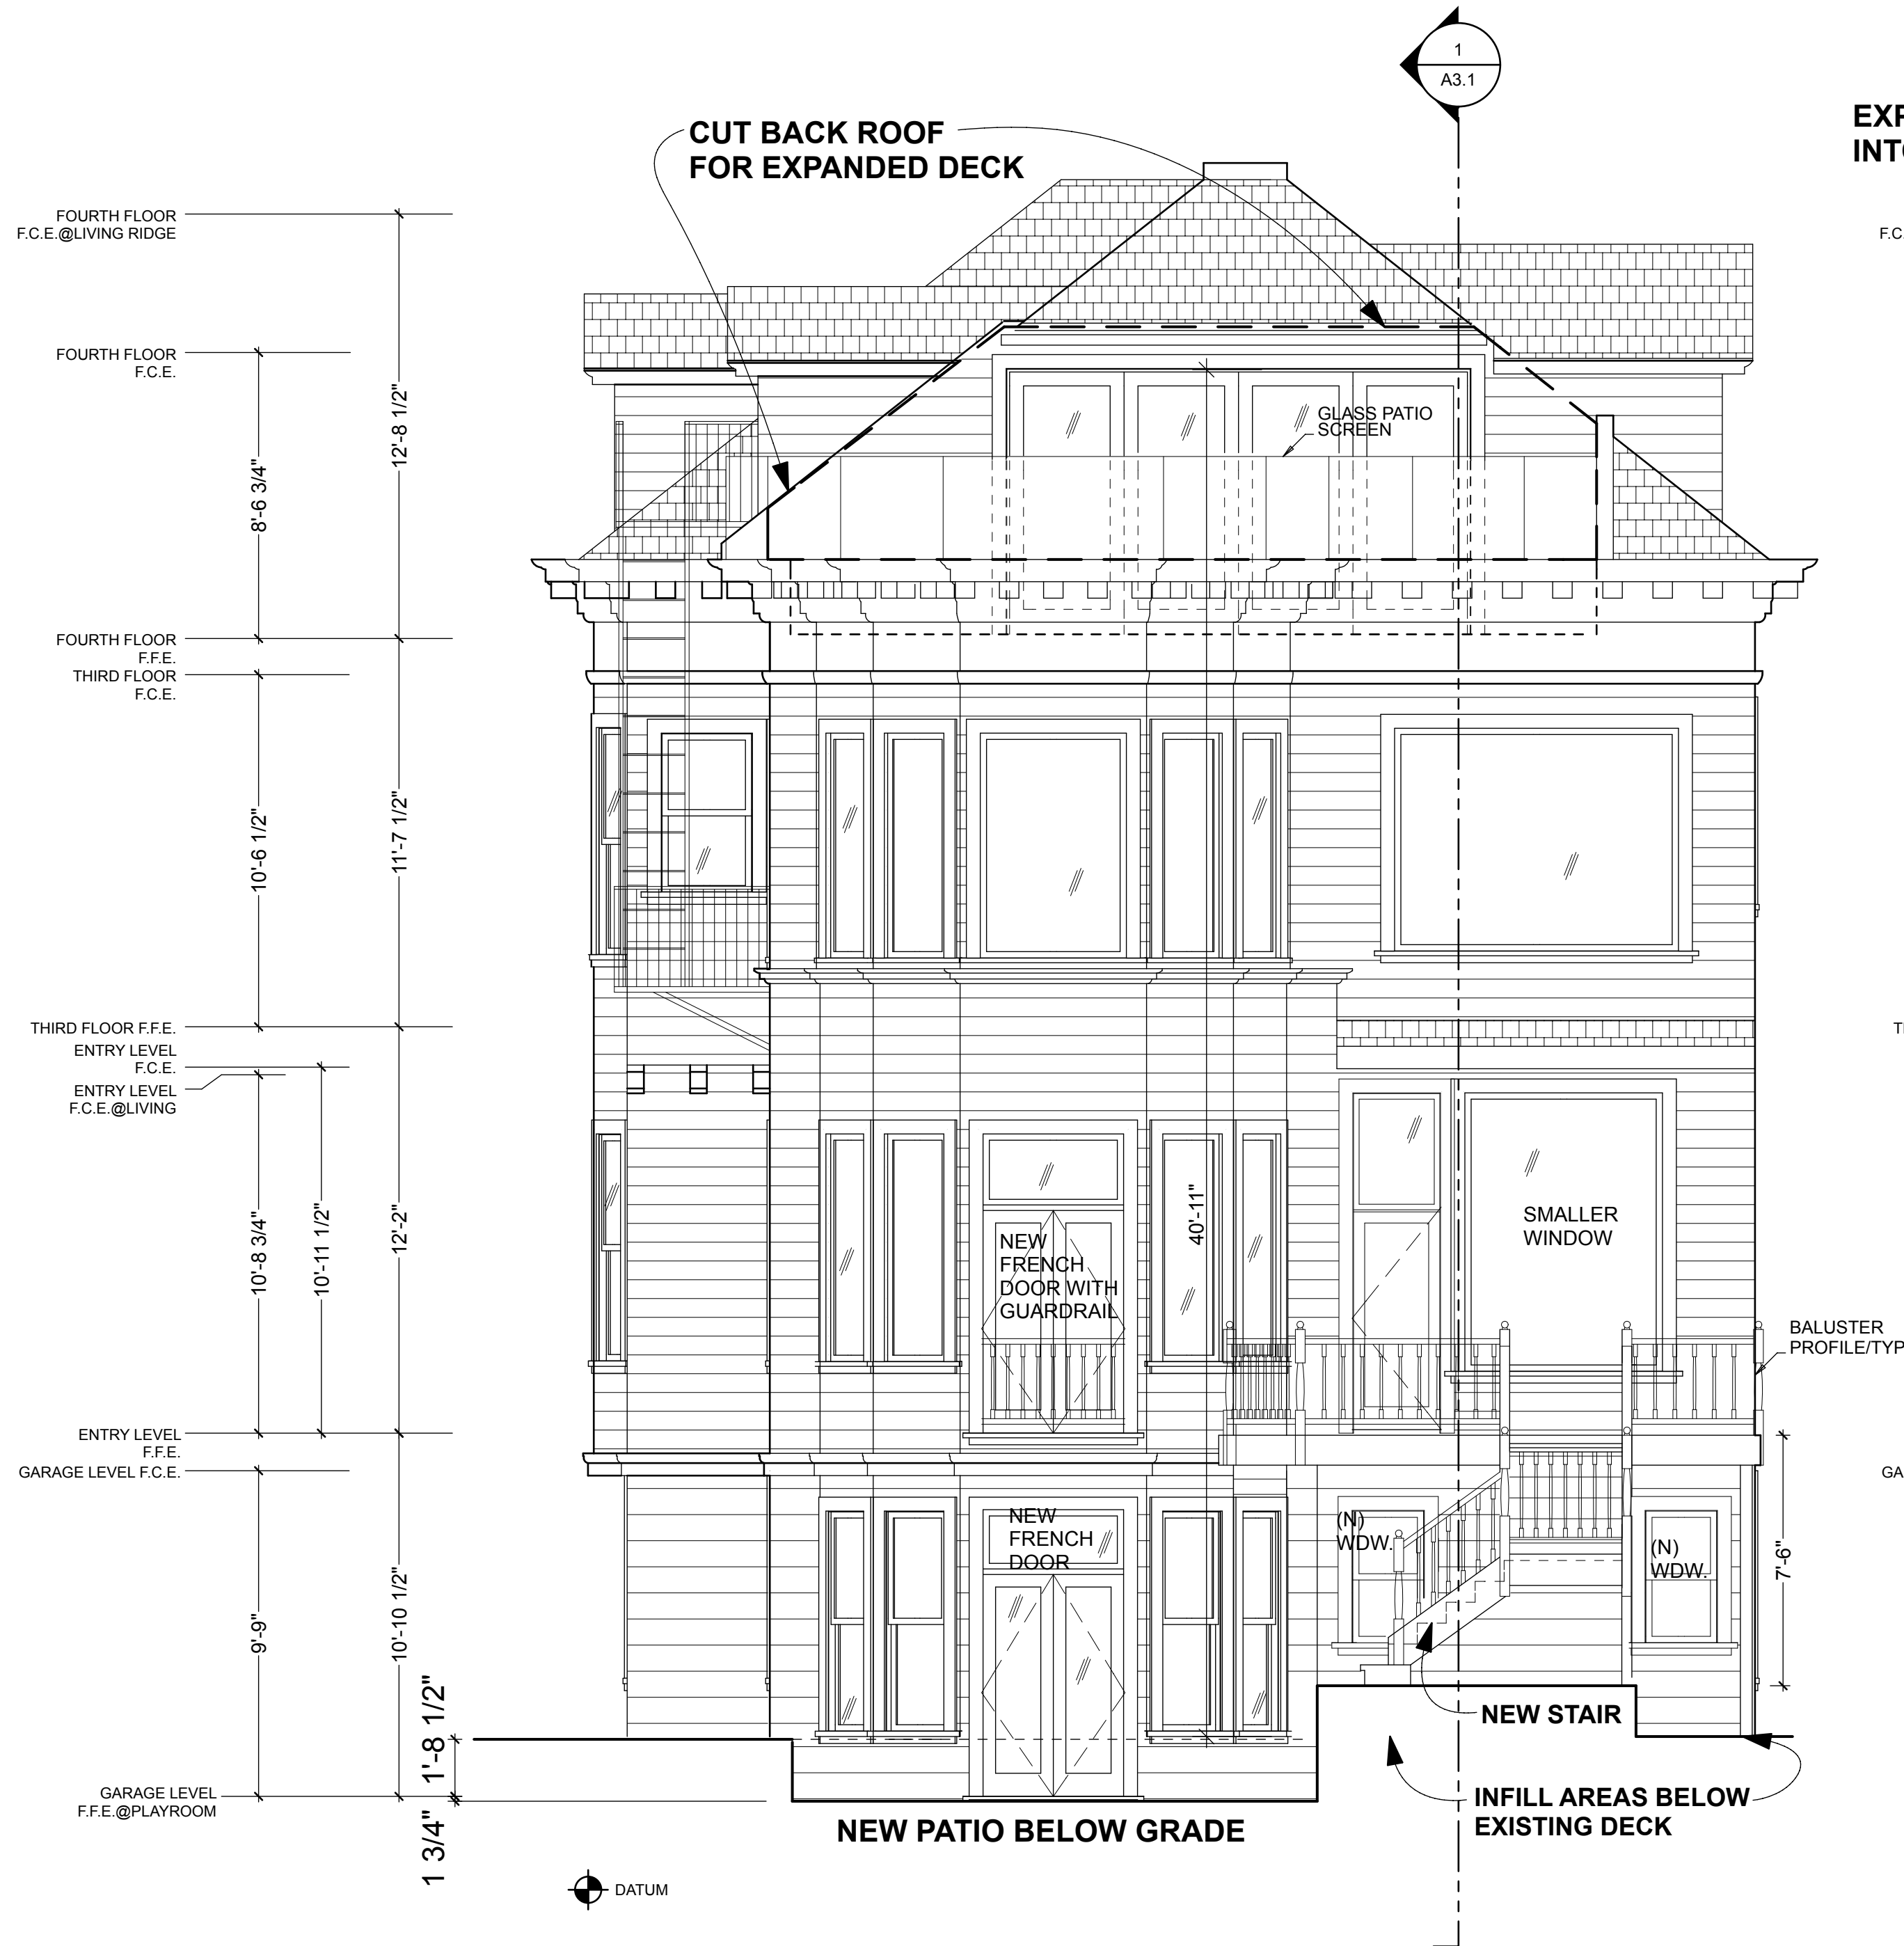 1
A3.1
EXP
INTO
CUT BACK ROOF
FOR EXPANDED DECK
FOURTH FLOOR
F.C.E.@LIVING RIDGE
F.C.
FOURTH FLOOR
F.C.E.
12'-8 1/2"
8'-6 3/4"
GLASS PATIO
SCREEN
FOURTH FLOOR
F.F.E.
THIRD FLOOR
F.C.E.
10'-6 1/2"
11'-7 1/2"
THIRD FLOOR F.F.E.
ENTRY LEVEL
F.C.E.
ENTRY LEVEL
F.C.E.@LIVING
10'-8 3/4"
10'-11 1/2"
12'-2"
40'-11"
NEW
FRENCH
DOOR WITH
GUARDRAIL
SMALLER
WINDOW
BALUSTER
PROFILE/TYP
ENTRY LEVEL
F.F.E.
GARAGE LEVEL F.C.E.
GA
NEW
FRENCH
DOOR
(N)
WDW.
(N)
WDW.
7'-6"
9'-9"
10'-10 1/2"
1'-8 1/2"
1 3/4"
NEW STAIR
GARAGE LEVEL
F.F.E.@PLAYROOM
INFILL AREAS BELOW
EXISTING DECK
NEW PATIO BELOW GRADE
DATUM